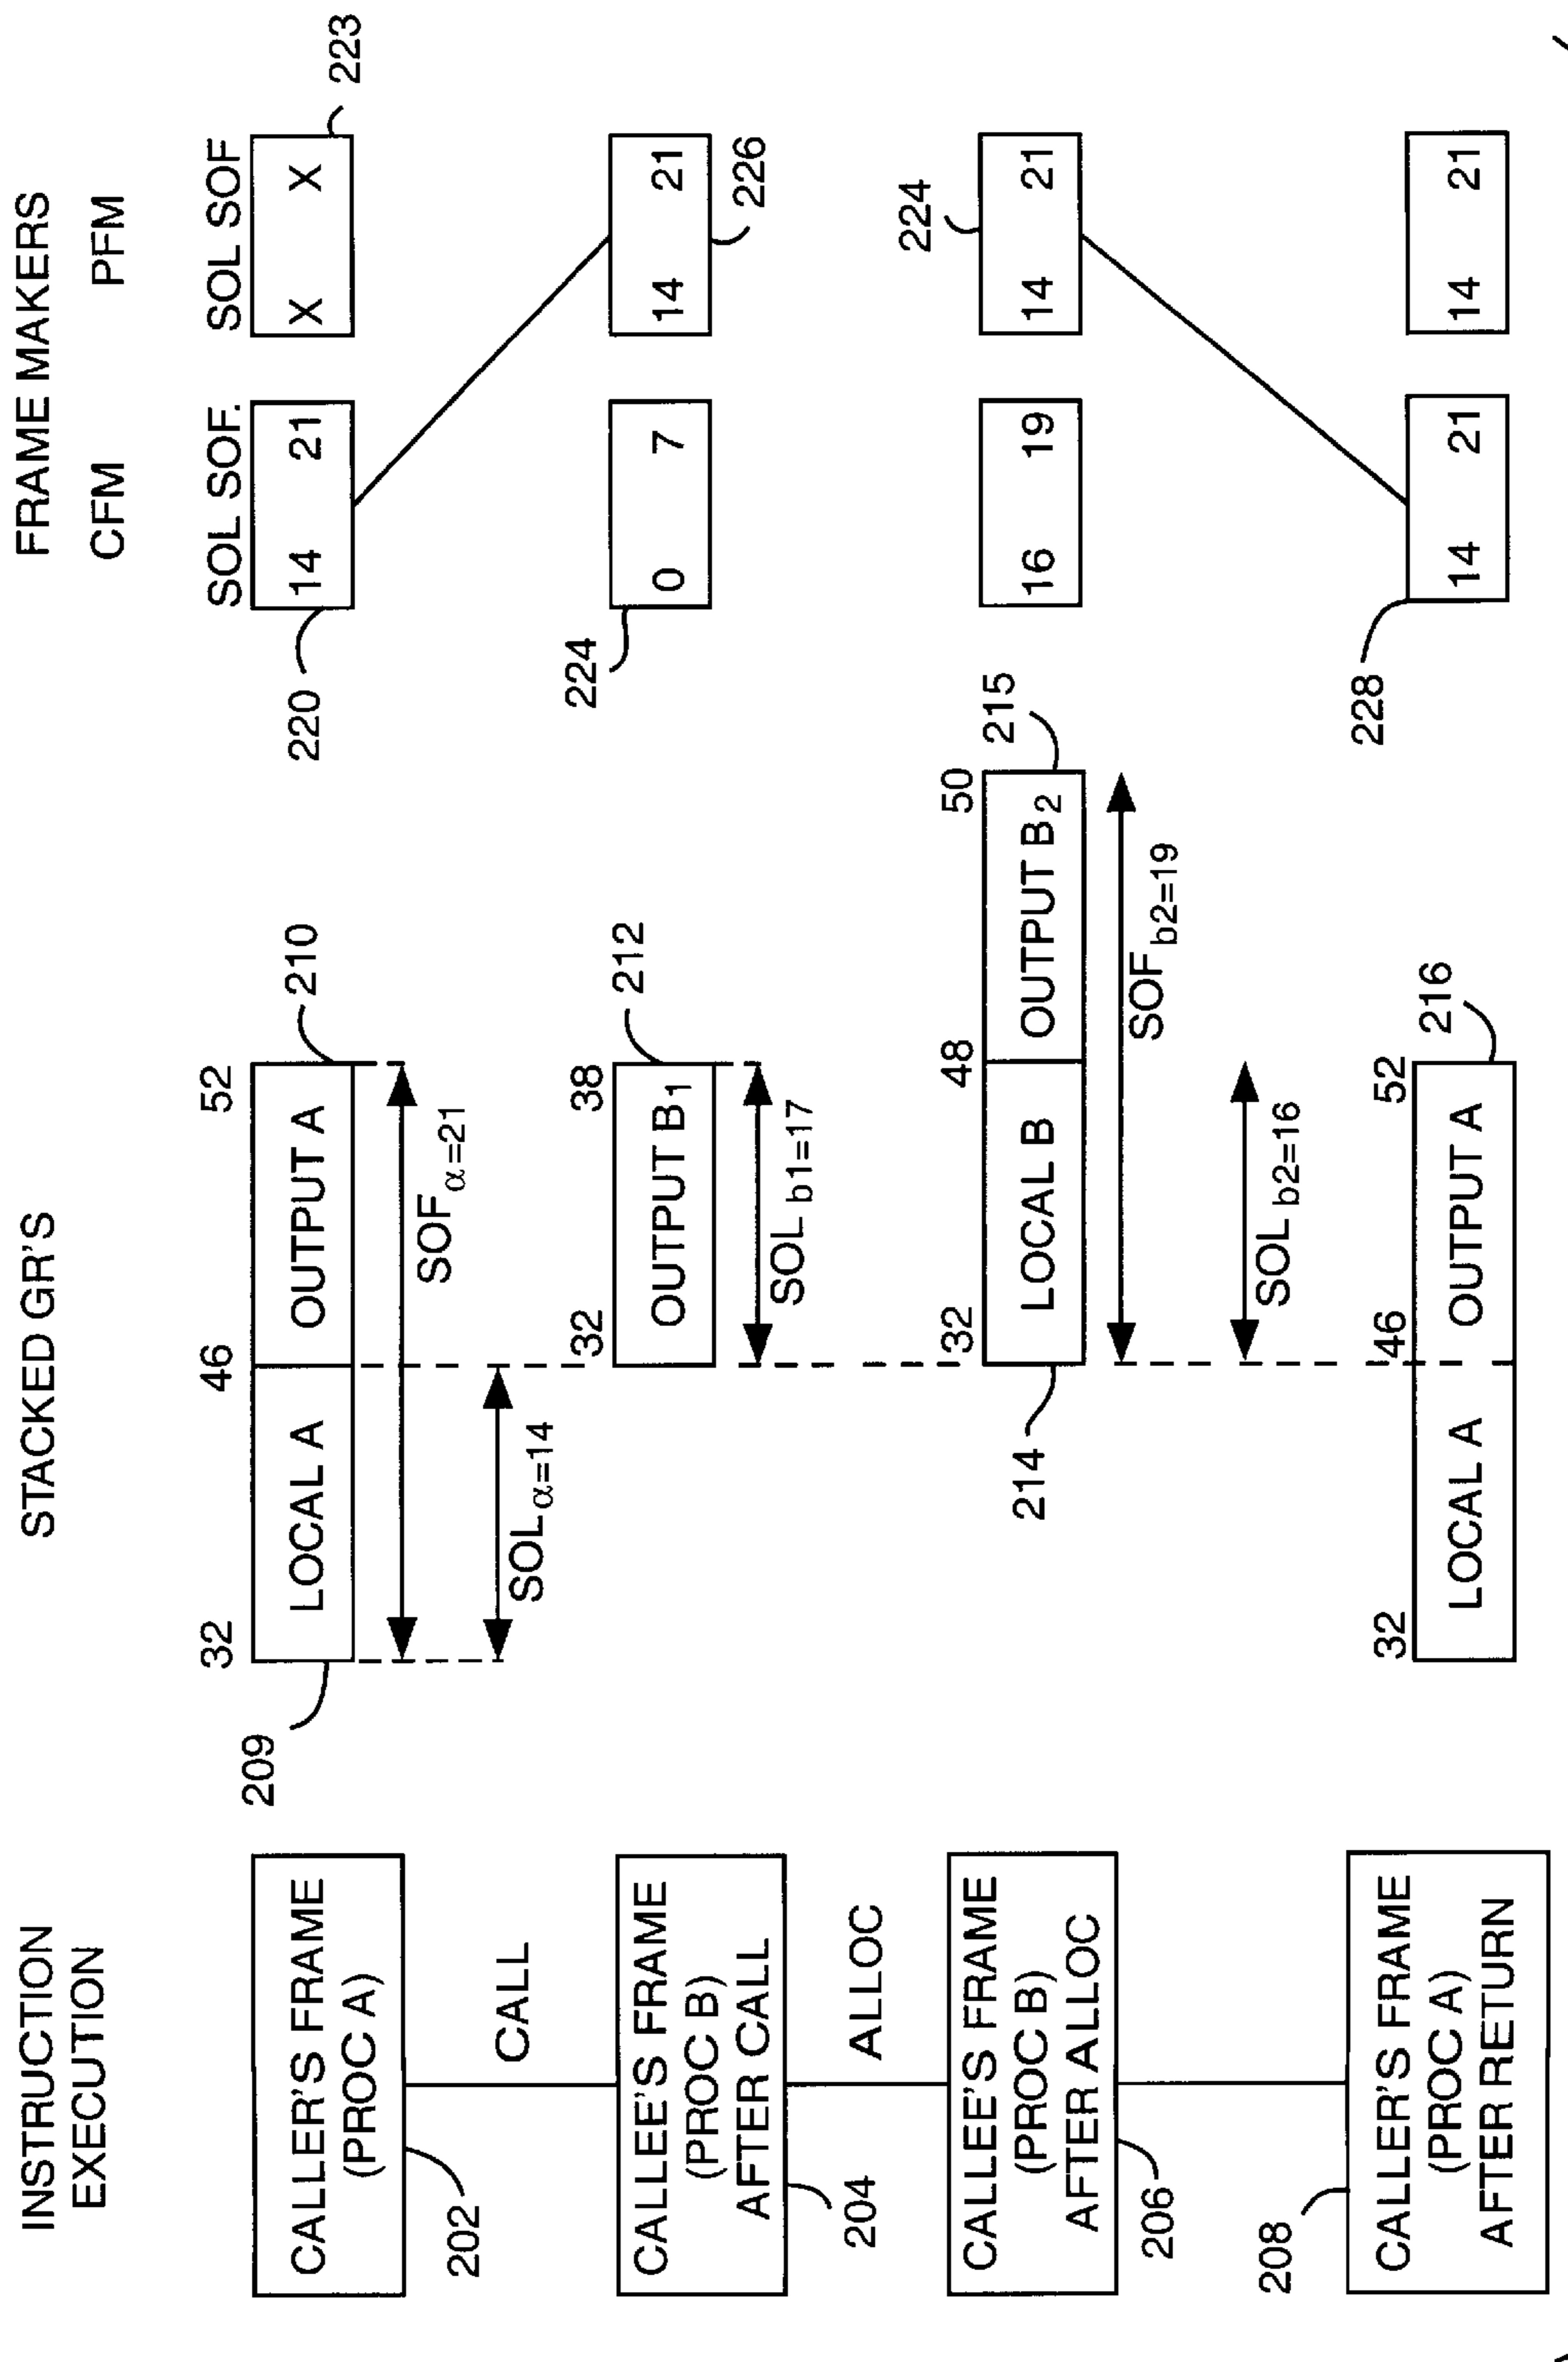 INSTRUCTION
EXECUTION
STACKED GR'S
FRAME MAKERS
CFM
PFM
SOL SOF.
SOL SOF
CALLER'S FRAME
(PROC A)
202
209
32
46
52
LOCAL A
OUTPUT A
210
SOFα=21
SOLα=14
220
14 21
X X
223
CALL
CALLEE'S FRAME
(PROC B)
AFTER CALL
204
32
38
OUTPUT B1
212
SOL b1=17
224
0 7
14 21
226
ALLOC
CALLEE'S FRAME
(PROC B)
AFTER ALLOC
206
214
32
48
50
LOCAL B
OUTPUT B2
215
SOFb2=19
SOLb2=16
16 19
224
14 21
CALLER'S FRAME
(PROC A)
AFTER RETURN
208
32
46
52
LOCAL A
OUTPUT A
216
228
14 21
14 21